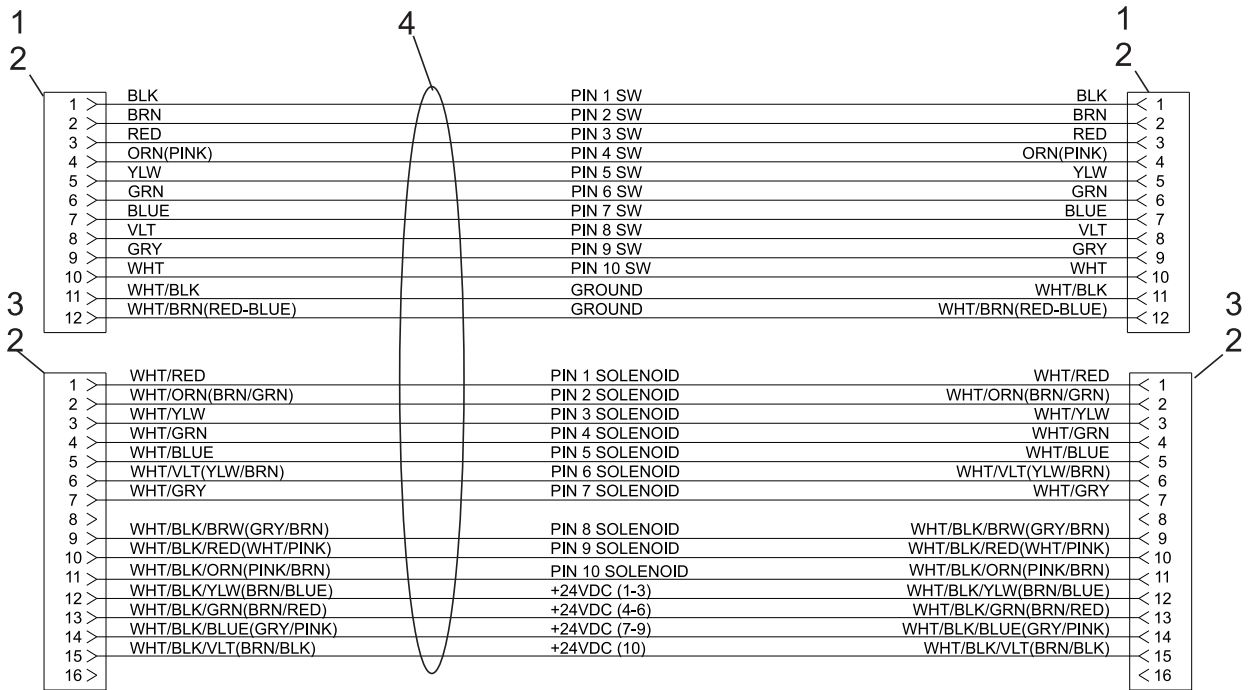 1 4 1
2 2
BLK PIN 1 SW BLK
1 1
BRN PIN 2 SW BRN
2 2
RED PIN 3 SW RED
3 3
ORN(PINK) PIN 4 SW ORN(PINK)
4 4
YLW PIN 5 SW YLW
5 5
GRN PIN 6 SW GRN
6 6
BLUE PIN 7 SW BLUE
7 7
VLT PIN 8 SW VLT
8 8
GRY PIN 9 SW GRY
9 9
WHT PIN 10 SW WHT
10 10
WHT/BLK GROUND WHT/BLK
11 11
WHT/BRN(RED-BLUE) GROUND WHT/BRN(RED-BLUE)
12 12
3 3
2 2
WHT/RED PIN 1 SOLENOID WHT/RED
1 1
WHT/ORN(BRN/GRN) PIN 2 SOLENOID WHT/ORN(BRN/GRN)
2 2
WHT/YLW PIN 3 SOLENOID WHT/YLW
3 3
WHT/GRN PIN 4 SOLENOID WHT/GRN
4 4
WHT/BLUE PIN 5 SOLENOID WHT/BLUE
5 5
WHT/VLT(YLW/BRN) PIN 6 SOLENOID WHT/VLT(YLW/BRN)
6 6
WHT/GRY PIN 7 SOLENOID WHT/GRY
7 7
8 8
WHT/BLK/BRW(GRY/BRN) PIN 8 SOLENOID WHT/BLK/BRW(GRY/BRN)
9 9
WHT/BLK/RED(WHT/PINK) PIN 9 SOLENOID WHT/BLK/RED(WHT/PINK)
10 10
WHT/BLK/ORN(PINK/BRN) PIN 10 SOLENOID WHT/BLK/ORN(PINK/BRN)
11 11
WHT/BLK/YLW(BRN/BLUE) +24VDC (1-3) WHT/BLK/YLW(BRN/BLUE)
12 12
WHT/BLK/GRN(BRN/RED) +24VDC (4-6) WHT/BLK/GRN(BRN/RED)
13 13
WHT/BLK/BLUE(GRY/PINK) +24VDC (7-9) WHT/BLK/BLUE(GRY/PINK)
14 14
WHT/BLK/VLT(BRN/BLK) +24VDC (10) WHT/BLK/VLT(BRN/BLK)
15 15
16 16